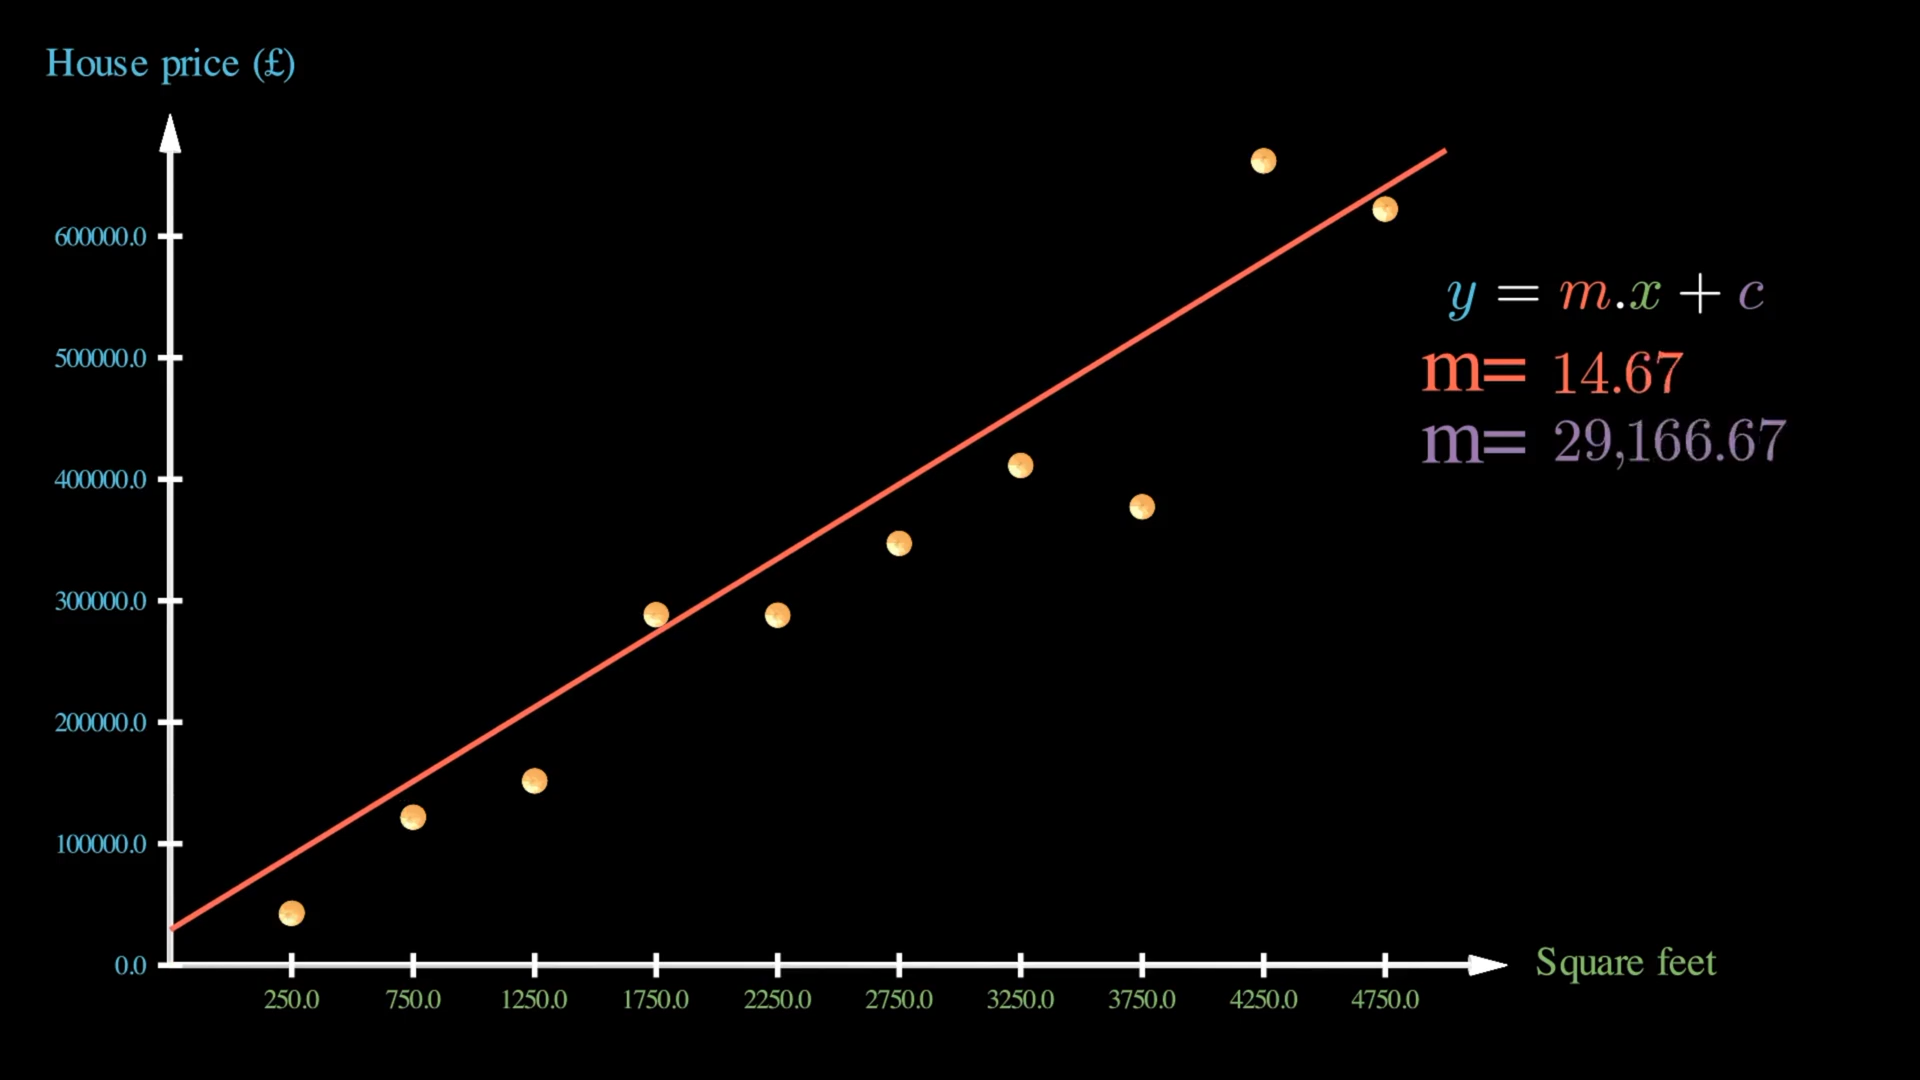 House price (£)
600000.0
500000.0
400000.0
300000.0
200000.0
100000.0
0.0
y = m.x + c
m= 14.67
m= 29,166.67
250.0 750.0 1250.0 1750.0 2250.0 2750.0 3250.0 3750.0 4250.0 4750.0
Square feet